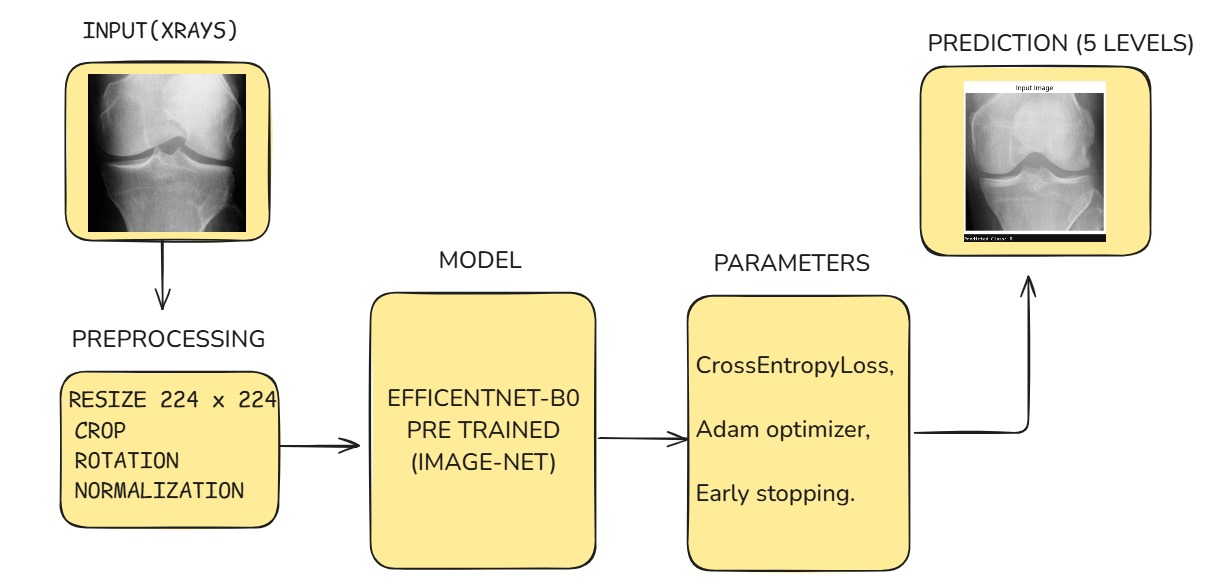 INPUT(XRAYS)
PREPROCESSING
RESIZE 224 x 224
CROP
ROTATION
NORMALIZATION
MODEL
EFFICENTNET-B0
PRE TRAINED
(IMAGE-NET)
PARAMETERS
CrossEntropyLoss,
Adam optimizer,
Early stopping.
PREDICTION (5 LEVELS)
Input Image
Predicted Class: